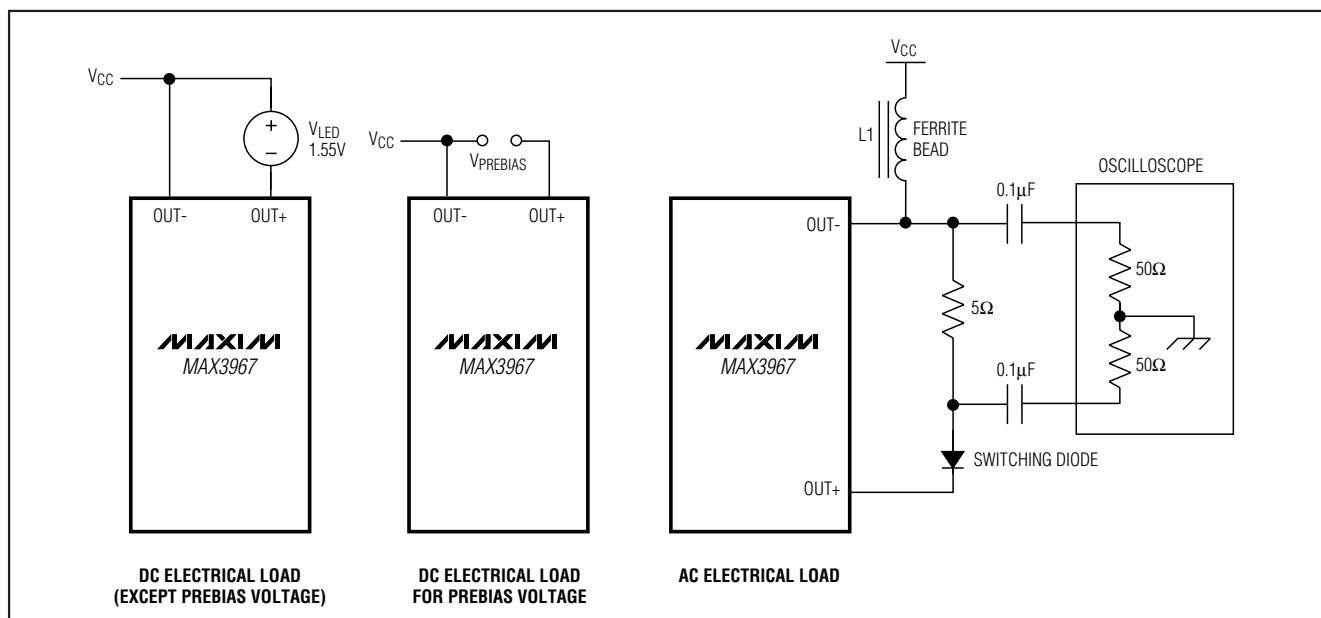 VCC
+
−
VLED
1.55V
OUT-
OUT+
MAXIM
MAX3967
DC ELECTRICAL LOAD
(EXCEPT PREBIAS VOLTAGE)
VCC
VPREBIAS
OUT-
OUT+
MAXIM
MAX3967
DC ELECTRICAL LOAD
FOR PREBIAS VOLTAGE
VCC
L1
FERRITE
BEAD
OUT-
OUT+
MAXIM
MAX3967
5Ω
0.1μF
0.1μF
OSCILLOSCOPE
50Ω
50Ω
SWITCHING DIODE
AC ELECTRICAL LOAD